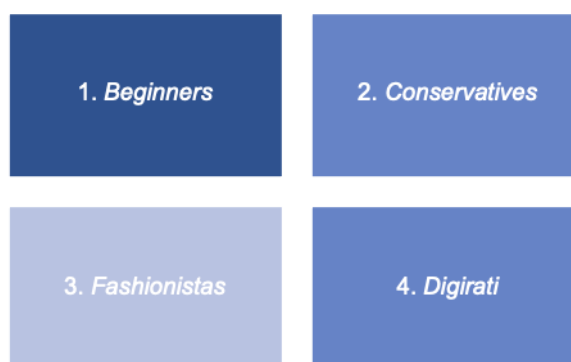 1. Beginners
2. Conservatives
3. Fashionistas
4. Digirati